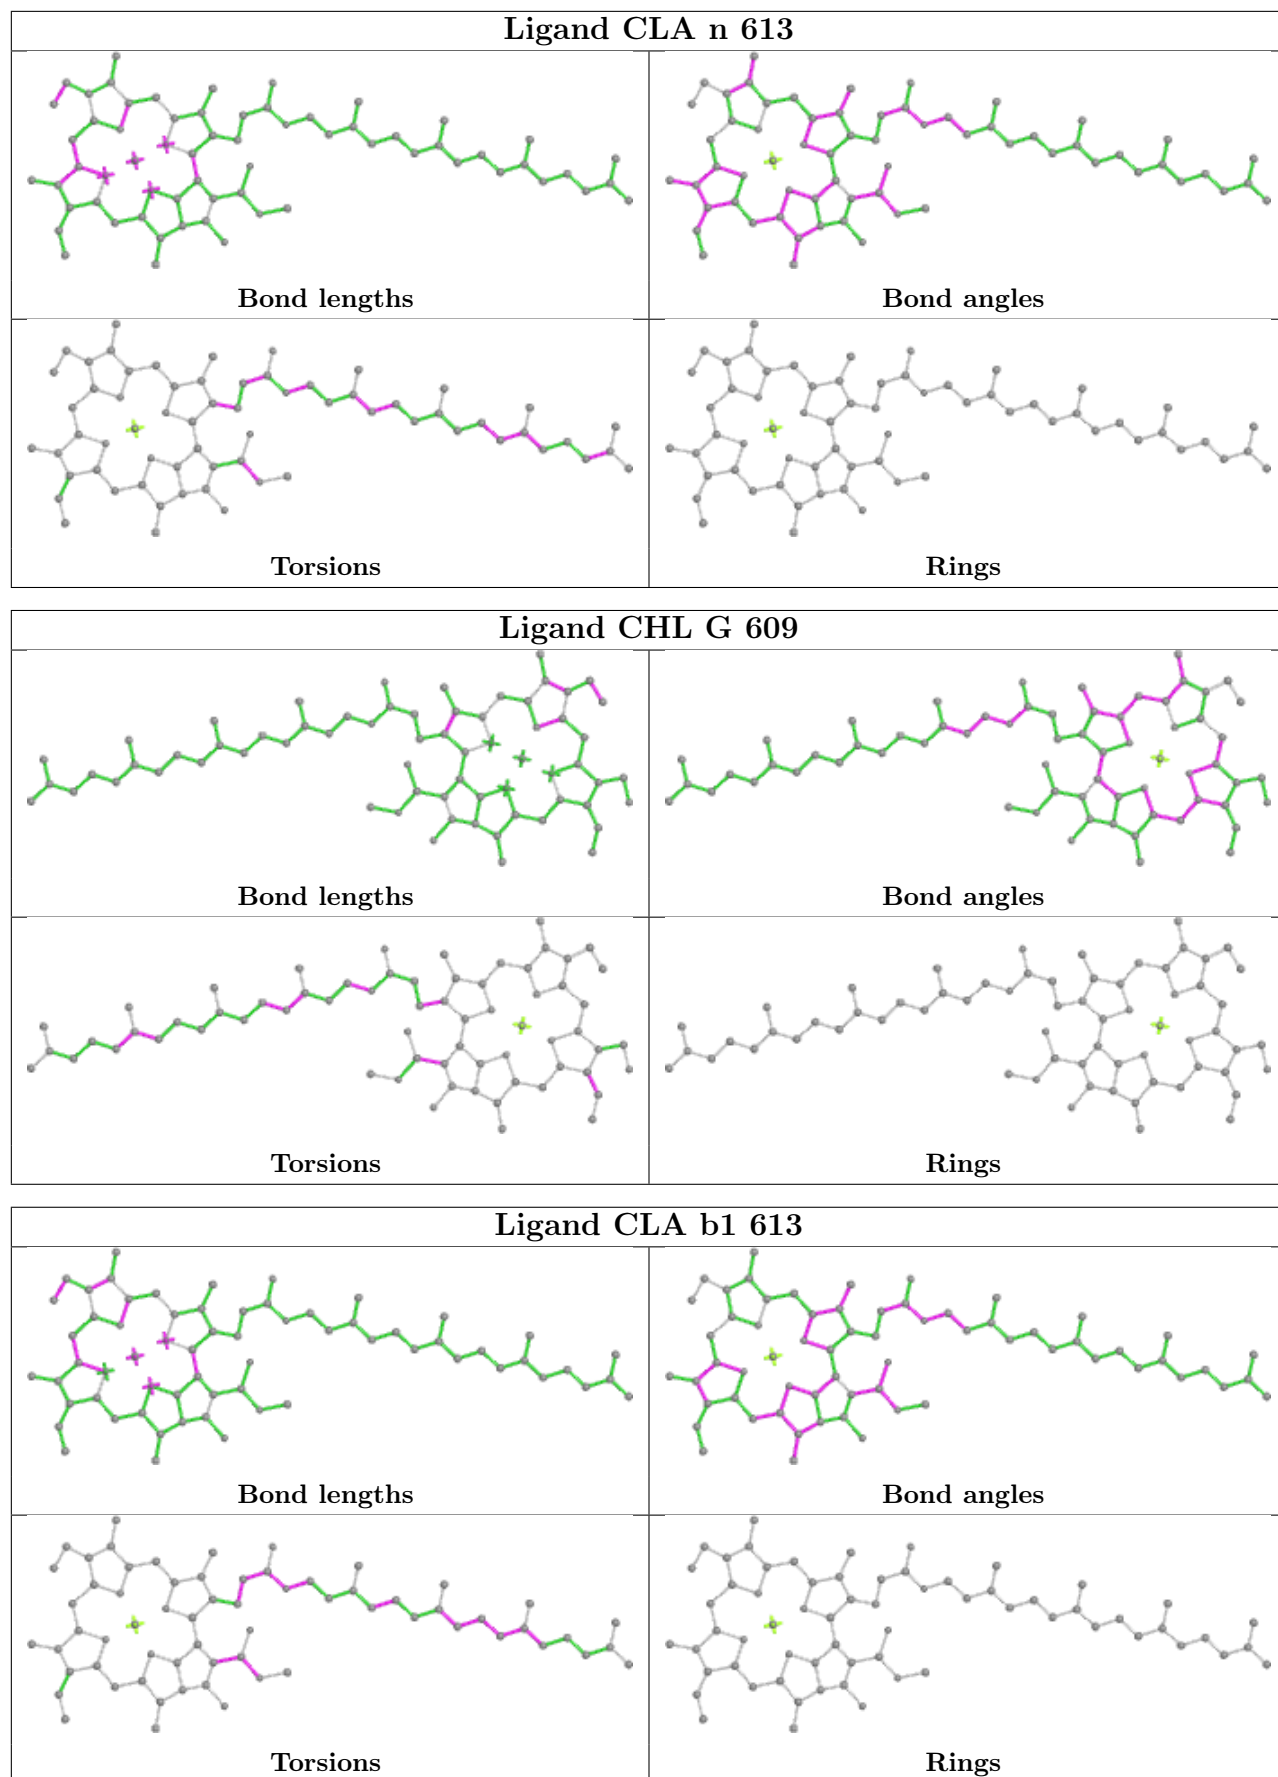 Ligand CLA n 613
Bond lengths
Bond angles
Torsions
Rings
Ligand CHL G 609
Bond lengths
Bond angles
Torsions
Rings
Ligand CLA b1 613
Bond lengths
Bond angles
Torsions
Rings